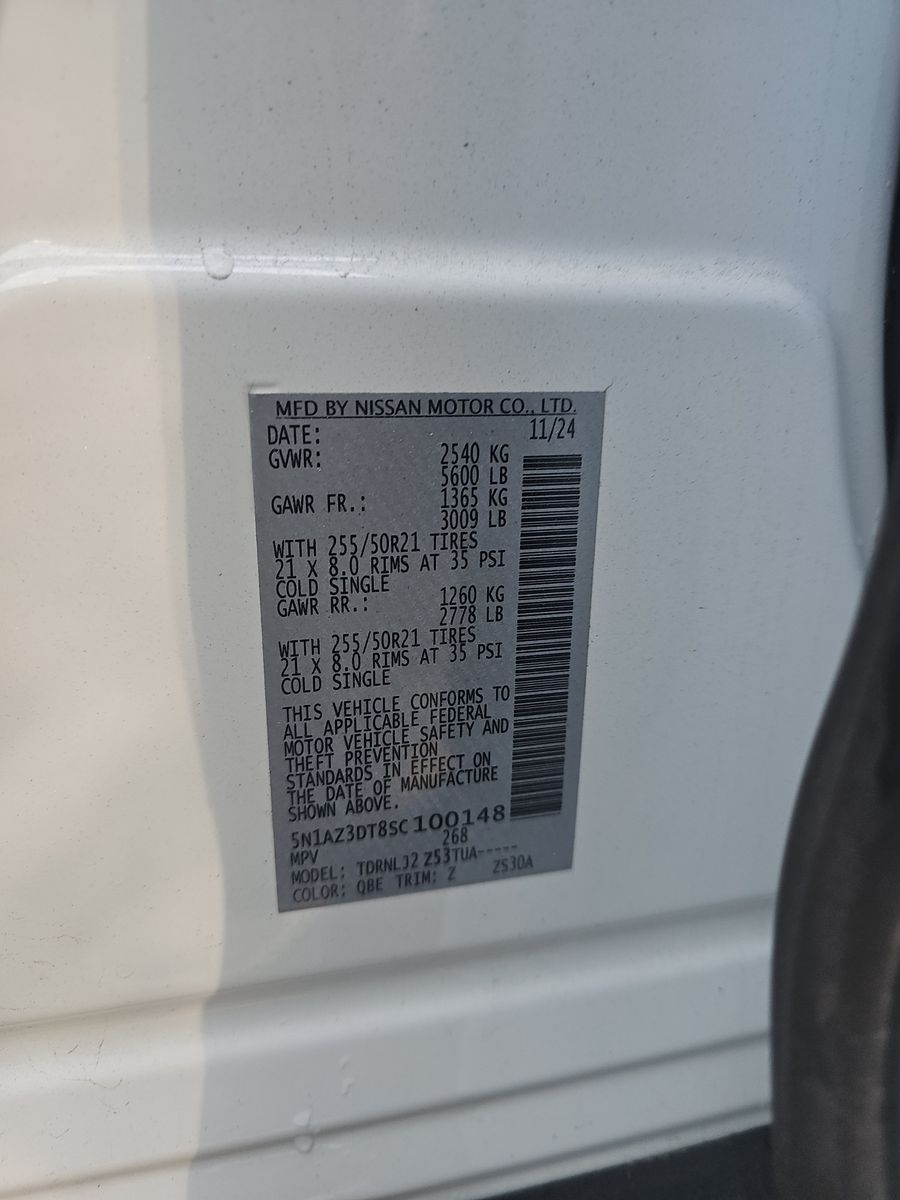 MFD BY NISSAN MOTOR CO., LTD.
DATE: 11/24
GVWR: 2540 KG
5600 LB
GAWR FR.: 1365 KG
3009 LB
WITH 255/50R21 TIRES
21 X 8.0 RIMS AT 35 PSI
COLD SINGLE
GAWR RR.: 1260 KG
2778 LB
WITH 255/50R21 TIRES
21 X 8.0 RIMS AT 35 PSI
COLD SINGLE
THIS VEHICLE CONFORMS TO
ALL APPLICABLE FEDERAL
MOTOR VEHICLE SAFETY AND
THEFT PREVENTION
STANDARDS IN EFFECT ON
THE DATE OF MANUFACTURE
SHOWN ABOVE.
5N1AZ3DT8SC100148
MPV 268
MODEL: TDRNL32 Z53TUA-----
COLOR: QBE TRIM: Z ZS30A